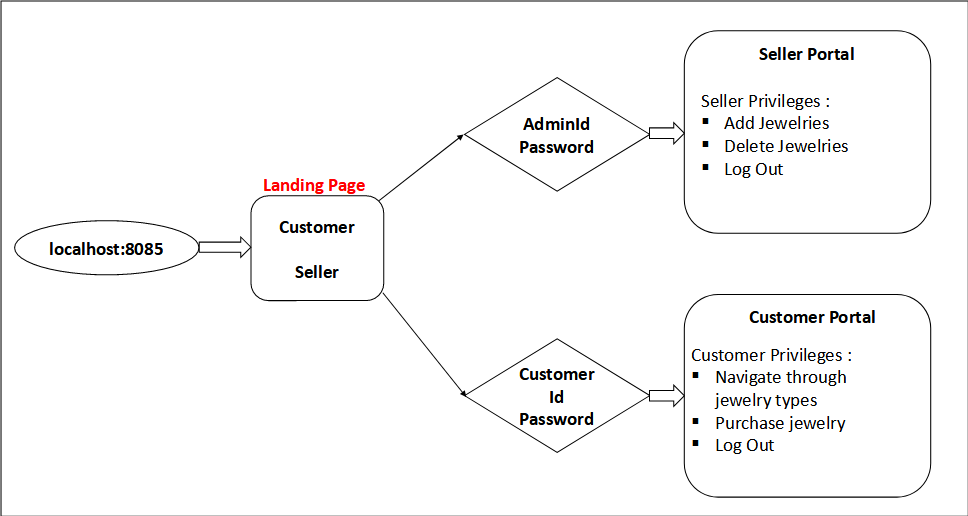 localhost:8085
Landing Page
Customer
Seller
AdminId
Password
Seller Portal
Seller Privileges :
▪ Add Jewelries
▪ Delete Jewelries
▪ Log Out
Customer
Id
Password
Customer Portal
Customer Privileges :
▪ Navigate through
jewelry types
▪ Purchase jewelry
▪ Log Out